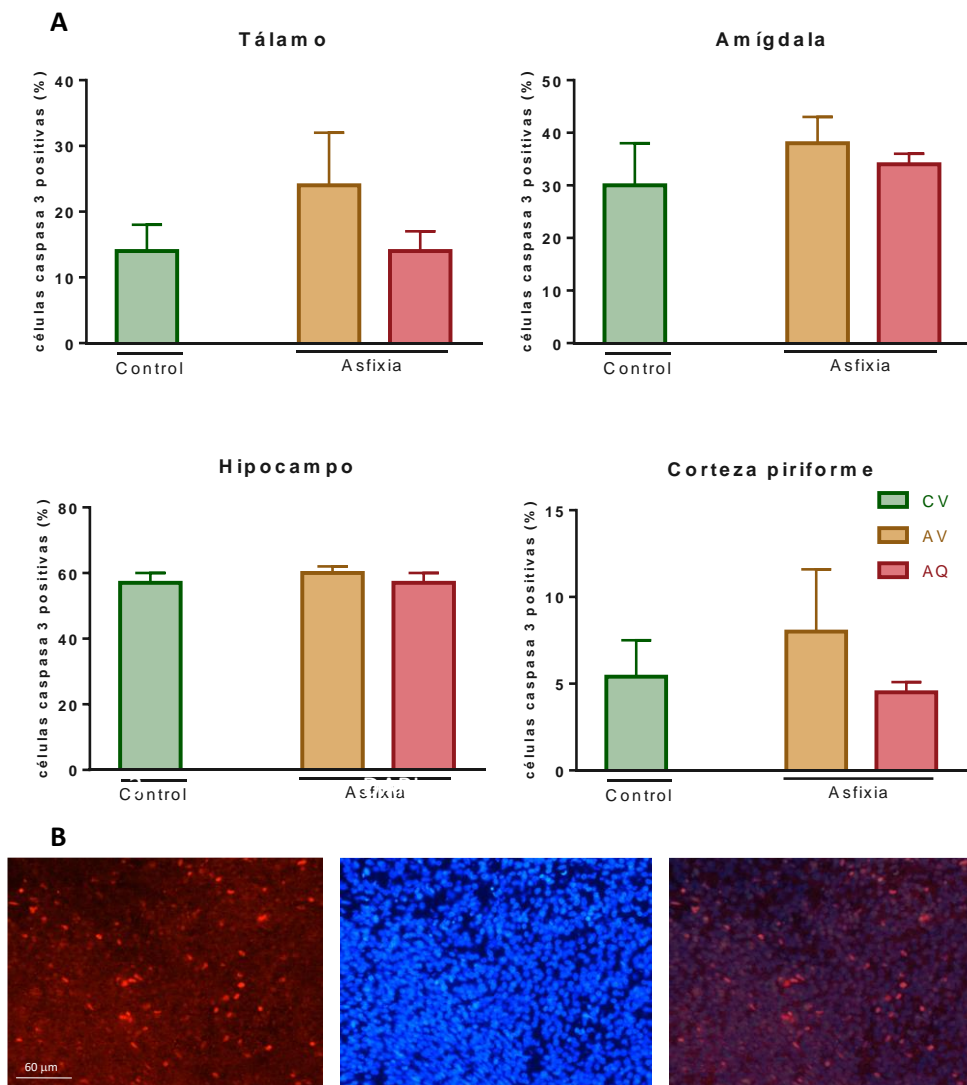 A
Tálamo
células caspasa 3 positivas (%)
40
30
20
10
0
Control
Asfixia
Amígdala
células caspasa 3 positivas (%)
50
40
30
20
10
0
Control
Asfixia
Hipocampo
células caspasa 3 positivas (%)
80
60
40
20
0
Control
Asfixia
Corteza piriforme
células caspasa 3 positivas (%)
15
10
5
0
CV
AV
AQ
Control
Asfixia
B
60 µm